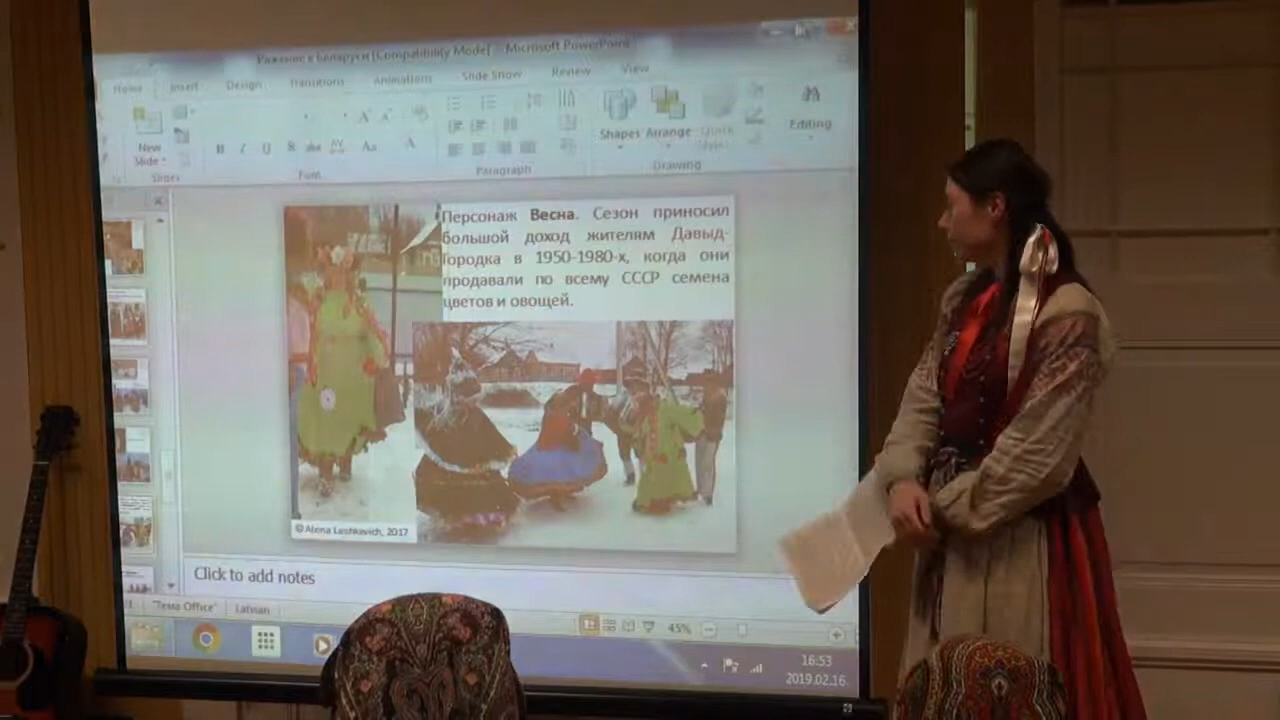 Ряженые в Беларуси [Compatibility Mode] - Microsoft PowerPoint
Home Insert Design Transitions Animations Slide Show Review View
New
Slide
Slides
Font
Paragraph
Shapes Arrange Quick
Styles
Drawing
Editing
Персонаж Весна. Сезон приносил
большой доход жителям Давыд-
Городка в 1950-1980-х, когда они
продавали по всему СССР семена
цветов и овощей.
© Alena Leshkevich, 2017
Click to add notes
"Тема Office" Latvian
45%
16:53
2019.02.16.